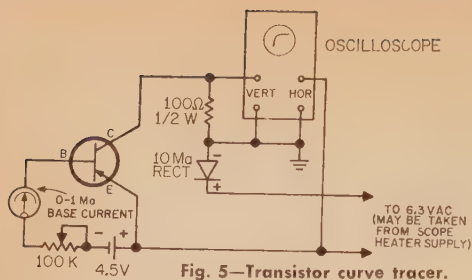 OSCILLOSCOPE
VERT HOR
100Ω
1/2 W
C
B
E
10 Ma
RECT
-
+
0-1 Ma
BASE CURRENT
- +
100 K
4.5V
TO 6.3 VAC
(MAY BE TAKEN
FROM SCOPE
HEATER SUPPLY)
Fig. 5—Transistor curve tracer.